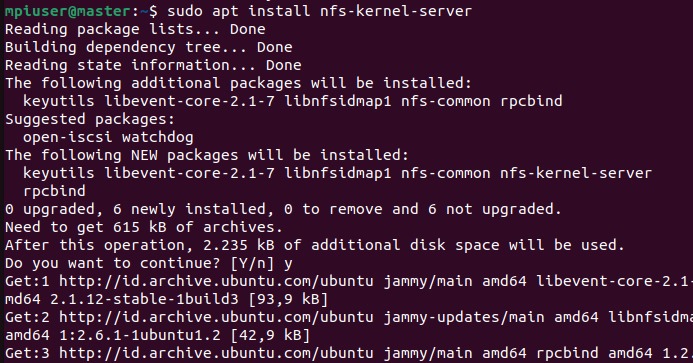 mpiuser@master:~$ sudo apt install nfs-kernel-server
Reading package lists... Done
Building dependency tree... Done
Reading state information... Done
The following additional packages will be installed:
  keyutils libevent-core-2.1-7 libnfsidmap1 nfs-common rpcbind
Suggested packages:
  open-iscsi watchdog
The following NEW packages will be installed:
  keyutils libevent-core-2.1-7 libnfsidmap1 nfs-common nfs-kernel-server
  rpcbind
0 upgraded, 6 newly installed, 0 to remove and 6 not upgraded.
Need to get 615 kB of archives.
After this operation, 2.235 kB of additional disk space will be used.
Do you want to continue? [Y/n] y
Get:1 http://id.archive.ubuntu.com/ubuntu jammy/main amd64 libevent-core-2.1-
md64 2.1.12-stable-1build3 [93,9 kB]
Get:2 http://id.archive.ubuntu.com/ubuntu jammy-updates/main amd64 libnfsidma
amd64 1:2.6.1-1ubuntu1.2 [42,9 kB]
Get:3 http://id.archive.ubuntu.com/ubuntu jammy/main amd64 rpcbind amd64 1.2.